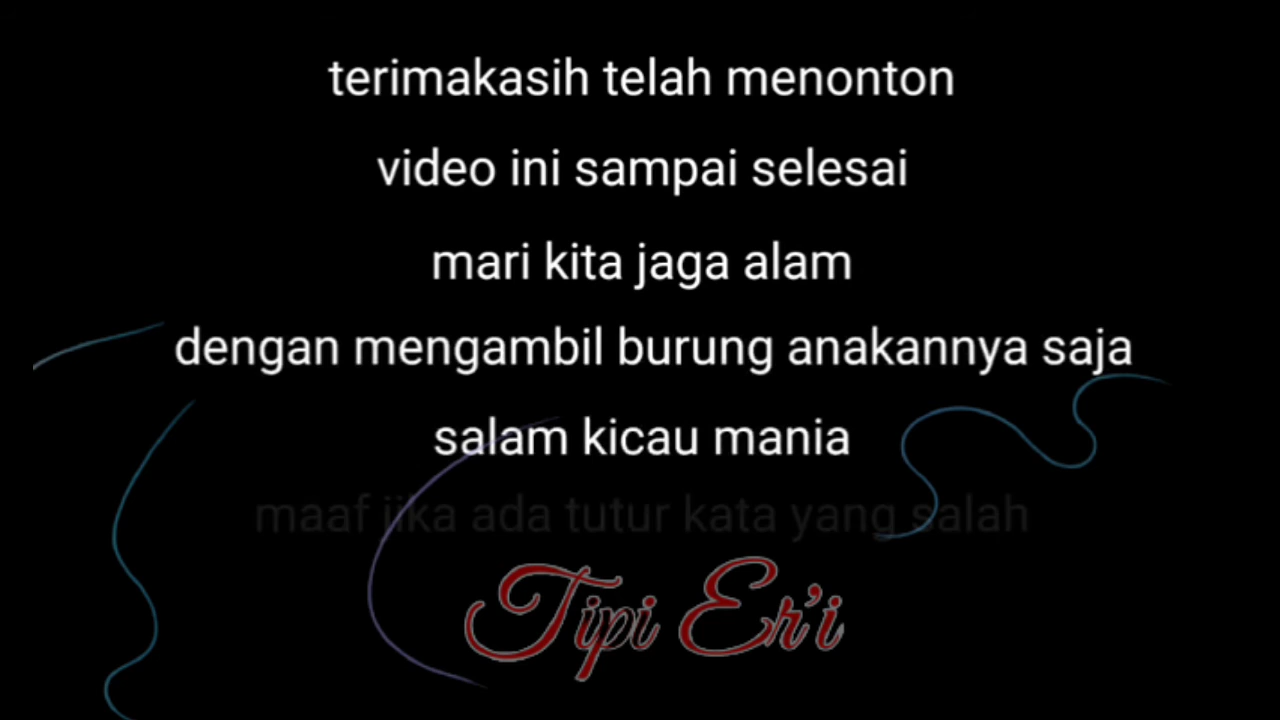 terimakasih telah menonton
video ini sampai selesai
mari kita jaga alam
dengan mengambil burung anakannya saja
salam kicau mania
maaf jika ada tutur kata yang salah
Tipi Eh'i